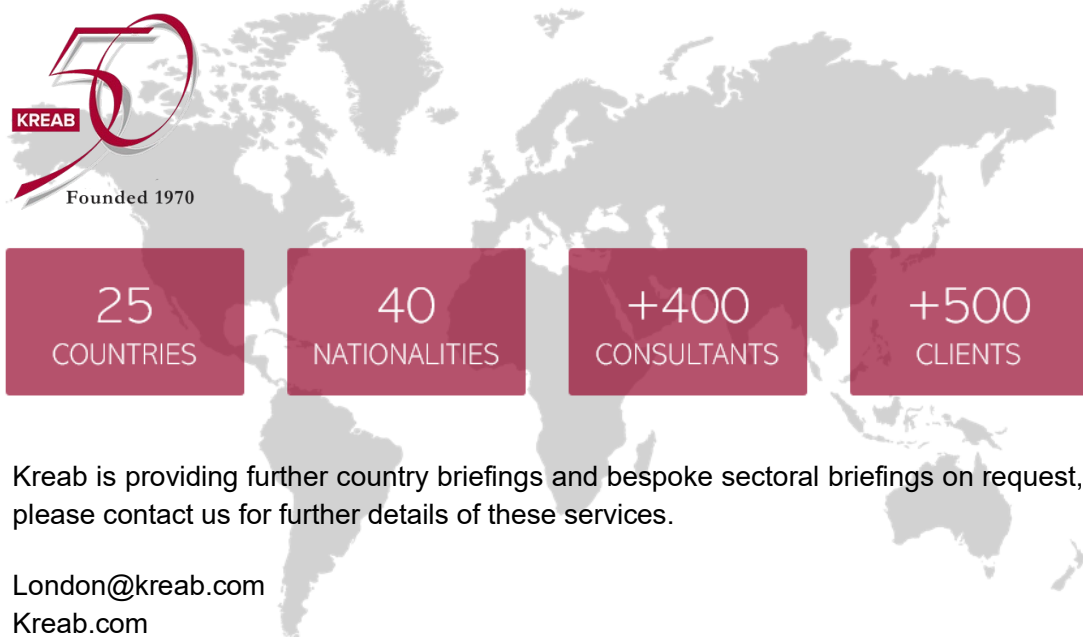 50
KREAB
Founded 1970
25
COUNTRIES
40
NATIONALITIES
+400
CONSULTANTS
+500
CLIENTS
Kreab is providing further country briefings and bespoke sectoral briefings on request,
please contact us for further details of these services.
London@kreab.com
Kreab.com